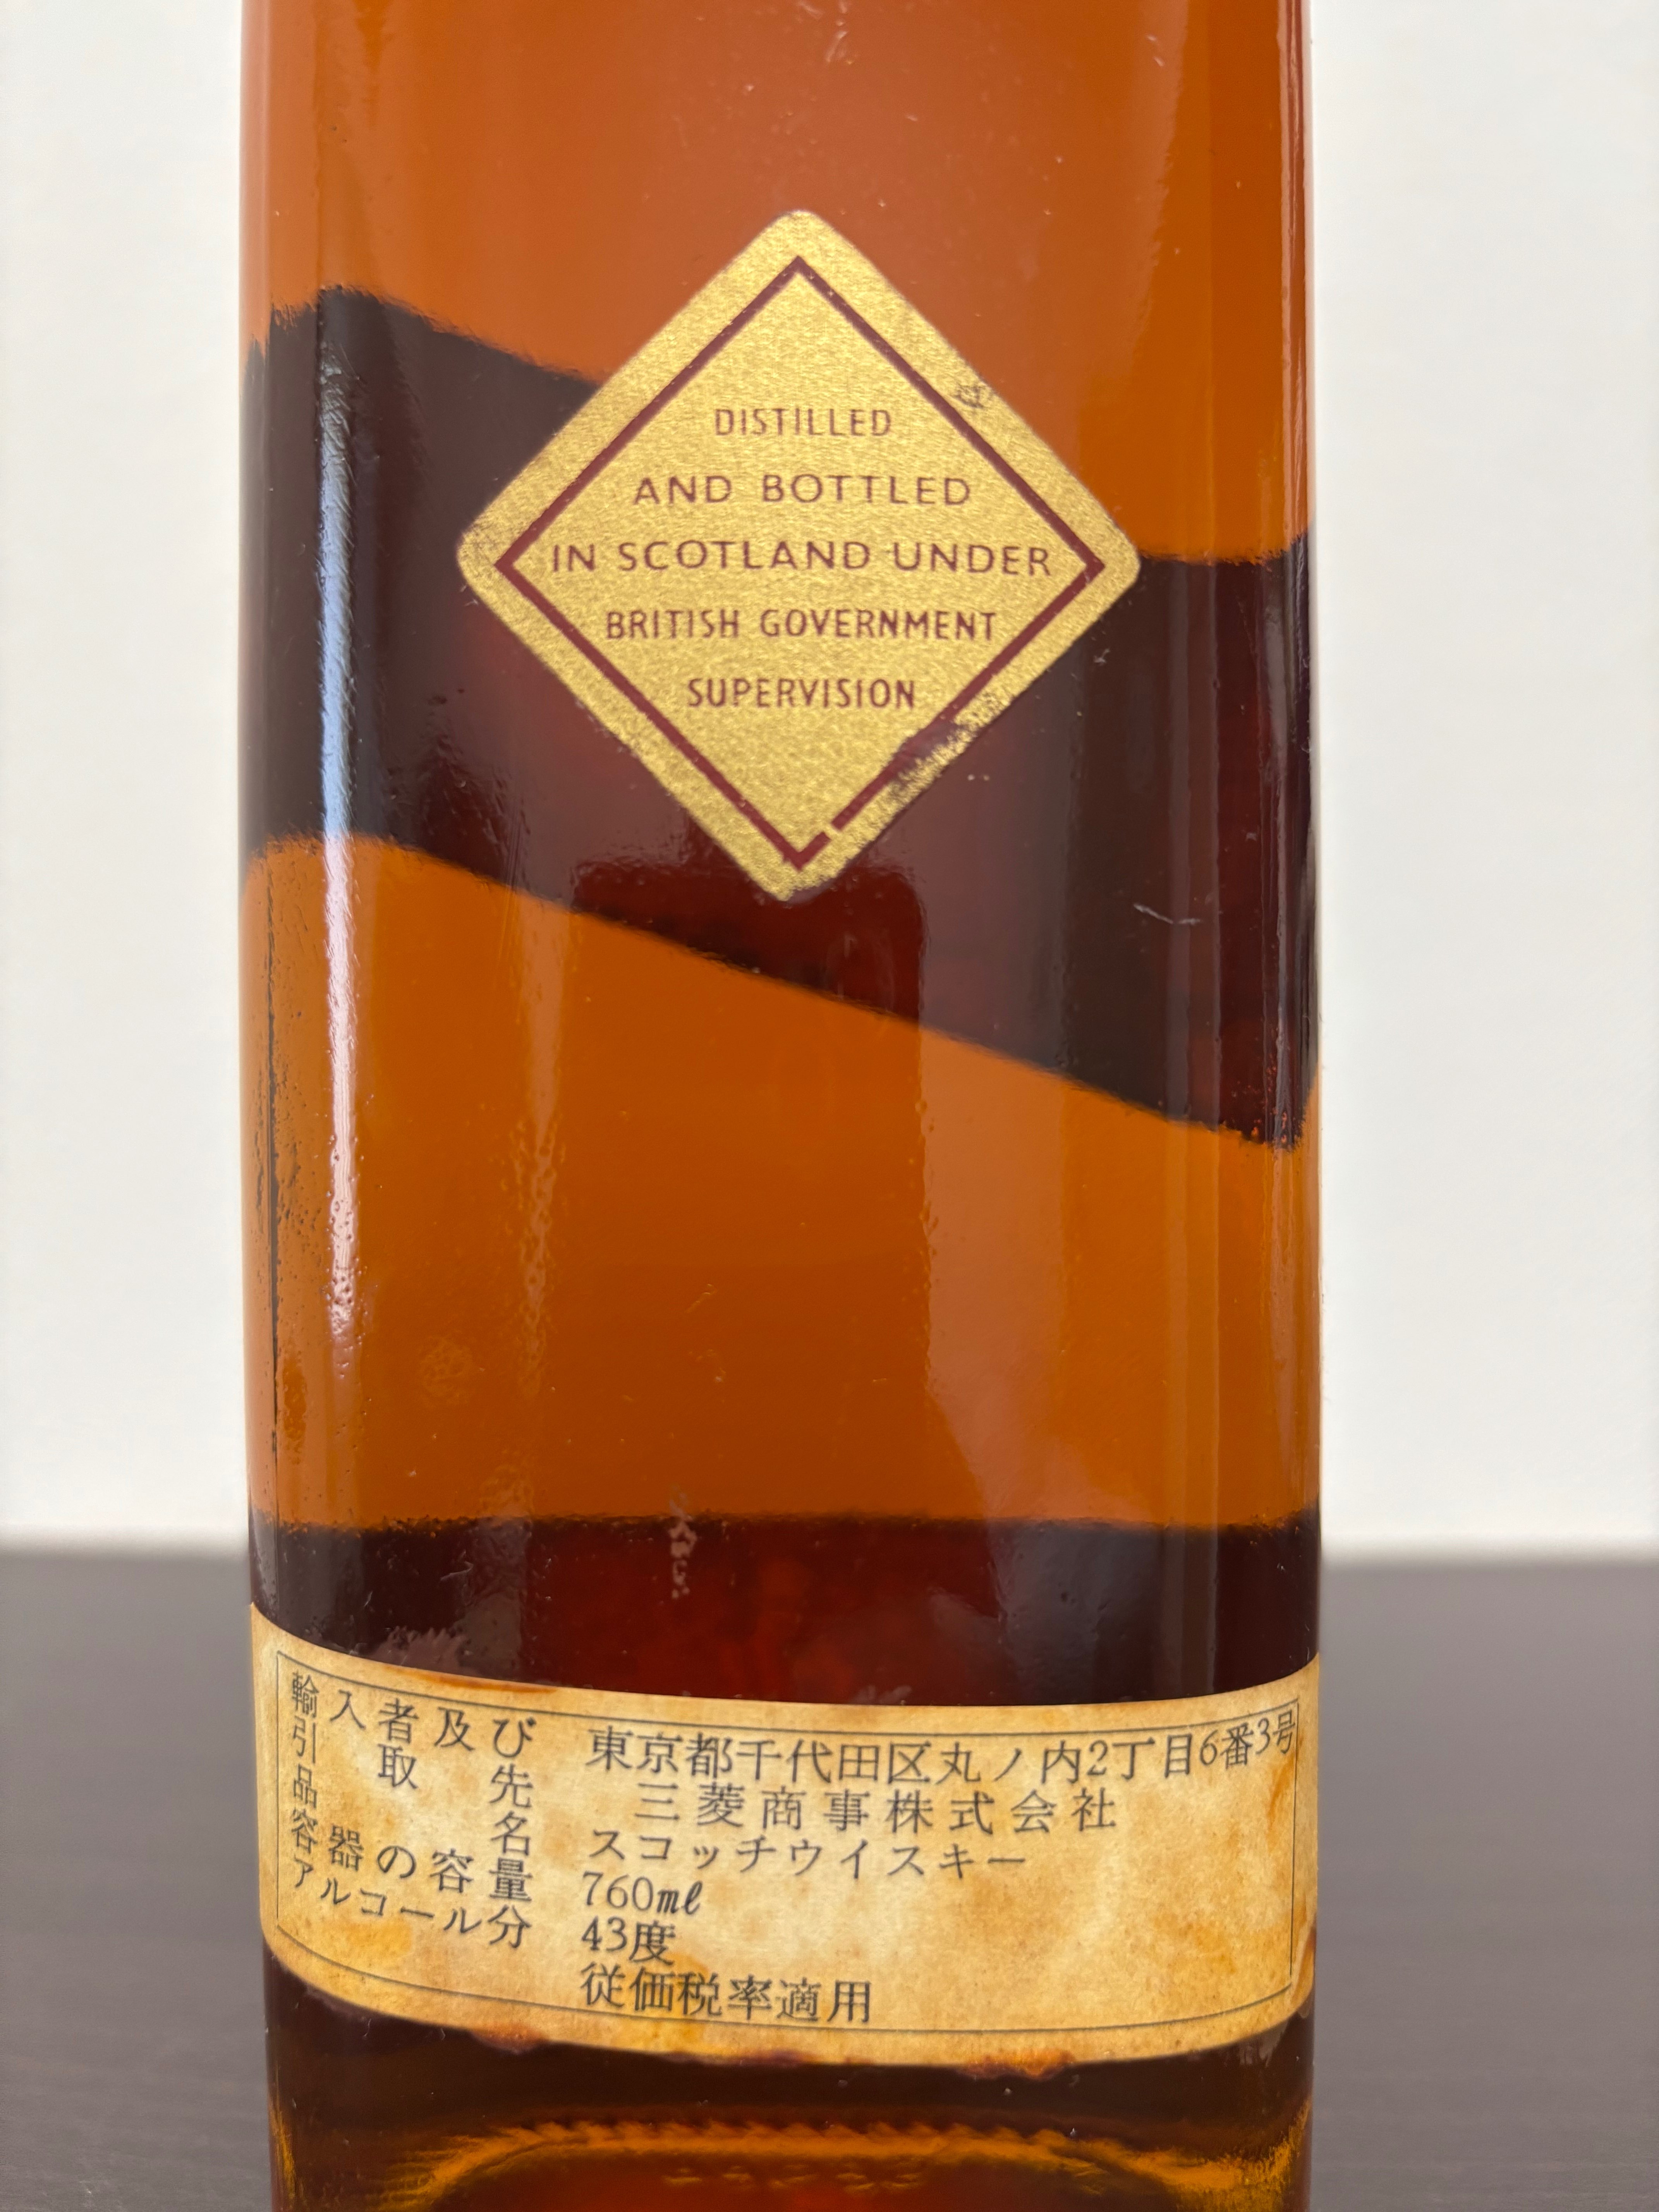 DISTILLED
AND BOTTLED
IN SCOTLAND UNDER
BRITISH GOVERNMENT
SUPERVISION
輸入者及び 東京都千代田区丸ノ内2丁目6番3号
引取先 三菱商事株式会社
品名 スコッチウイスキー
容器の容量 760mℓ
アルコール分 43度
従価税率適用